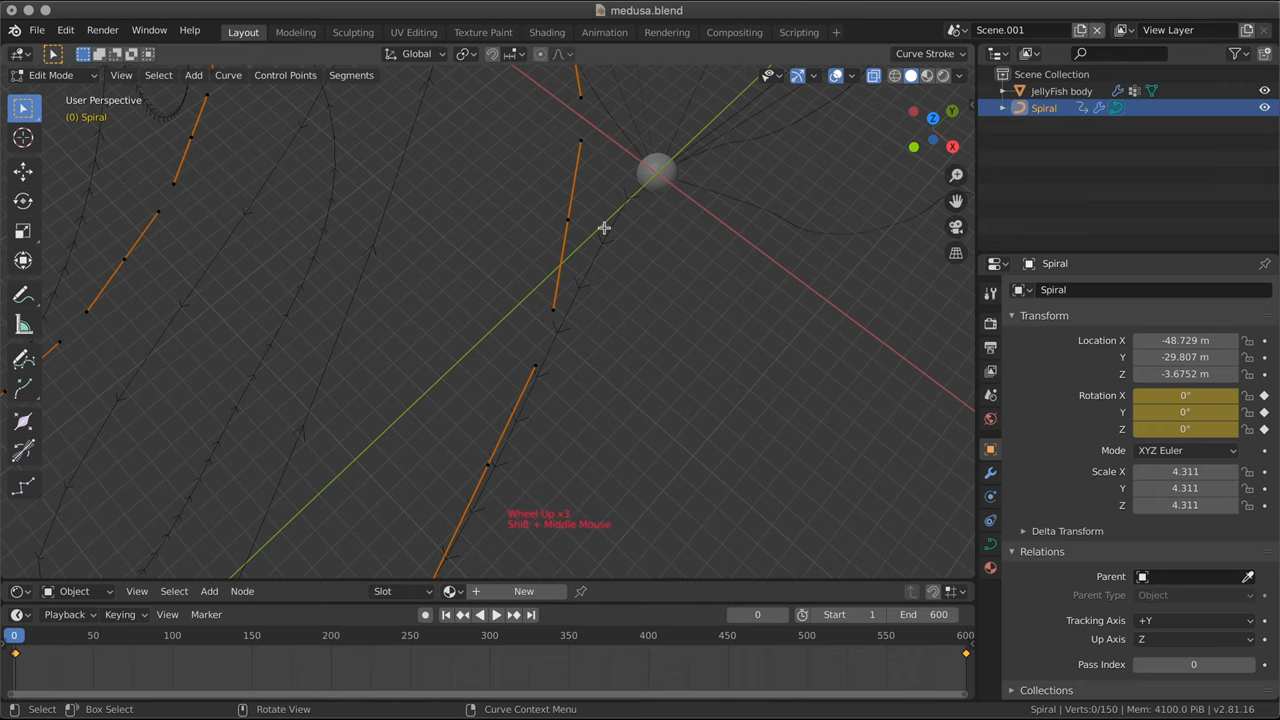 medusa.blend
File Edit Render Window Help Layout Modeling Sculpting UV Editing Texture Paint Shading Animation Rendering Compositing Scripting + Scene.001 View Layer
Global Curve Stroke
Edit Mode View Select Add Curve Control Points Segments
Scene Collection
JellyFish body
Spiral
User Perspective
(0) Spiral
Z Y X
Spiral
Spiral
Transform
Location X -48.729 m
Y -29.807 m
Z -3.6752 m
Rotation X 0°
Y 0°
Z 0°
Mode XYZ Euler
Scale X 4.311
Y 4.311
Z 4.311
Delta Transform
Relations
Parent
Parent Type Object
Tracking Axis +Y
Up Axis Z
Pass Index 0
Collections
Wheel Up x3
Shift + Middle Mouse
Object View Select Add Node Slot New
Playback Keying View Marker 0 Start 1 End 600
0 50 100 150 200 250 300 350 400 450 500 550 600
Select Box Select Rotate View Curve Context Menu Spiral | Verts:0/150 | Mem: 4100.0 PiB | v2.81.16